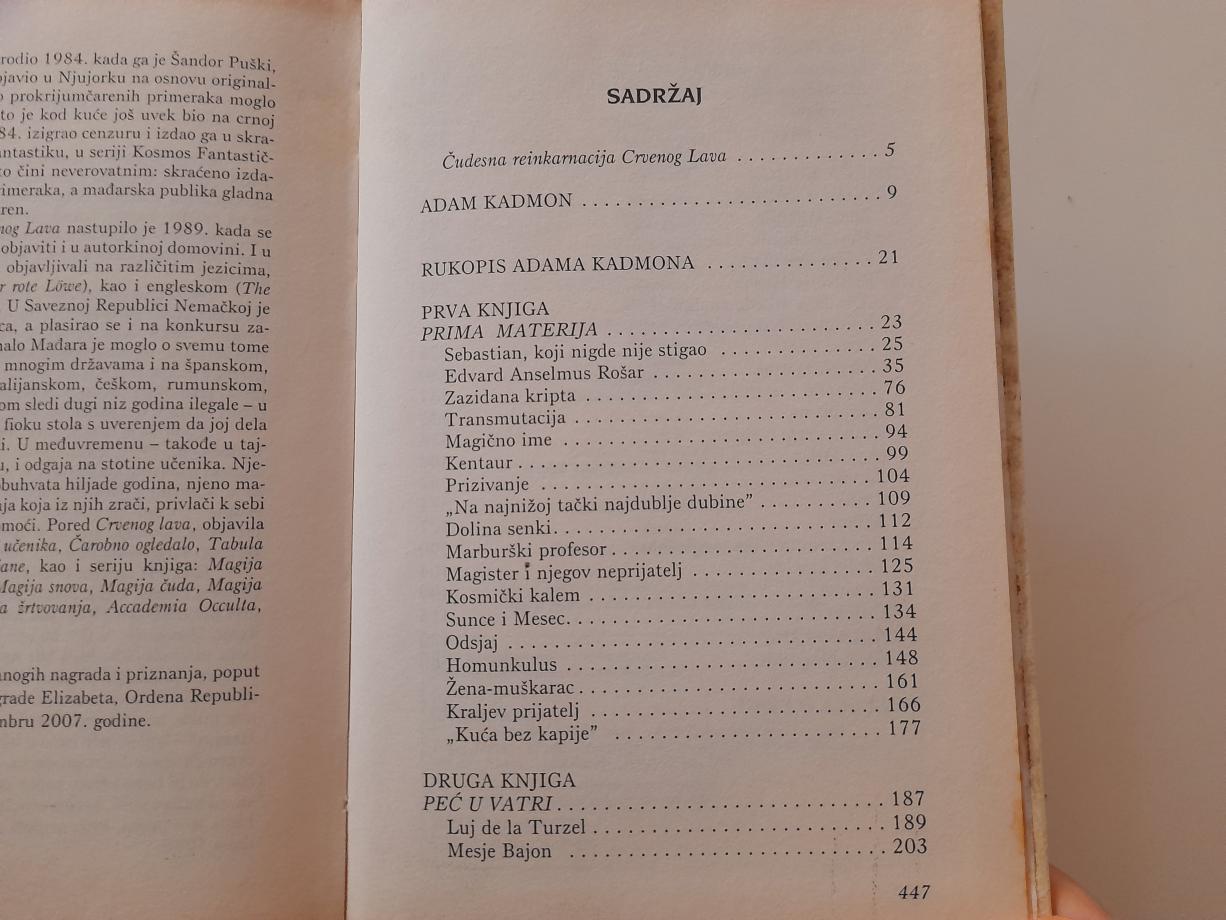 rodio 1984. kada ga je Šandor Puški,
javio u Njujorku na osnovu original-
prokrijumčarenih primeraka moglo
to je kod kuće još uvek bio na crnoj
84. izigrao cenzuru i izdao ga u skra-
ntastiku, u seriji Kosmos Fantastič-
to čini neverovatnim: skraćeno izda-
rimeraka, a mađarska publika gladna
ren.
nog Lava nastupilo je 1989. kada se
objaviti i u autorkinoj domovini. I u
objavljivali na različitim jezicima,
r rote Löwe), kao i engleskom (The
. U Saveznoj Republici Nemačkoj je
ca, a plasirao se i na konkursu za-
malo Mađara je moglo o svemu tome
mnogim državama i na španskom,
alijanskom, češkom, rumunskom,
om sledi dugi niz godina ilegale – u
fioku stola s uverenjem da joj dela
i. U međuvremenu – takođe u taj-
u, i odgaja na stotine učenika. Nje-
obuhvata hiljade godina, njeno ma-
ja koja iz njih zrači, privlači k sebi
moći. Pored Crvenog lava, objavila
učenika, Čarobno ogledalo, Tabula
ane, kao i seriju knjiga: Magija
Magija snova, Magija čuda, Magija
a žrtvovanja, Accademia Occulta,
nogih nagrada i priznanja, poput
grade Elizabeta, Ordena Republi-
mbru 2007. godine.
SADRŽAJ
Čudesna reinkarnacija Crvenog Lava . . . . . . . . . . . . . 5
ADAM KADMON . . . . . . . . . . . . . . . . . . . . . . . . . . . 9
RUKOPIS ADAMA KADMONA . . . . . . . . . . . . . . . 21
PRVA KNJIGA
PRIMA MATERIJA . . . . . . . . . . . . . . . . . . . . . . . . . 23
Sebastian, koji nigde nije stigao . . . . . . . . . . . . . . 25
Edvard Anselmus Rošar . . . . . . . . . . . . . . . . . . . . . 35
Zazidana kripta . . . . . . . . . . . . . . . . . . . . . . . . . . . 76
Transmutacija . . . . . . . . . . . . . . . . . . . . . . . . . . . . 81
Magično ime . . . . . . . . . . . . . . . . . . . . . . . . . . . . . 94
Kentaur . . . . . . . . . . . . . . . . . . . . . . . . . . . . . . . . . 99
Prizivanje . . . . . . . . . . . . . . . . . . . . . . . . . . . . . . 104
„Na najnižoj tački najdublje dubine” . . . . . . . . . . 109
Dolina senki . . . . . . . . . . . . . . . . . . . . . . . . . . . . . 112
Marburški profesor . . . . . . . . . . . . . . . . . . . . . . . . 114
Magister i njegov neprijatelj . . . . . . . . . . . . . . . . . 125
Kosmički kalem . . . . . . . . . . . . . . . . . . . . . . . . . . 131
Sunce i Mesec. . . . . . . . . . . . . . . . . . . . . . . . . . . . 134
Odsjaj . . . . . . . . . . . . . . . . . . . . . . . . . . . . . . . . . . 144
Homunkulus . . . . . . . . . . . . . . . . . . . . . . . . . . . . . 148
Žena-muškarac . . . . . . . . . . . . . . . . . . . . . . . . . . . 161
Kraljev prijatelj . . . . . . . . . . . . . . . . . . . . . . . . . . 166
„Kuća bez kapije” . . . . . . . . . . . . . . . . . . . . . . . . 177
DRUGA KNJIGA
PEĆ U VATRI . . . . . . . . . . . . . . . . . . . . . . . . . . . . . 187
Luj de la Turzel . . . . . . . . . . . . . . . . . . . . . . . . . . 189
Mesje Bajon . . . . . . . . . . . . . . . . . . . . . . . . . . . . 203
447